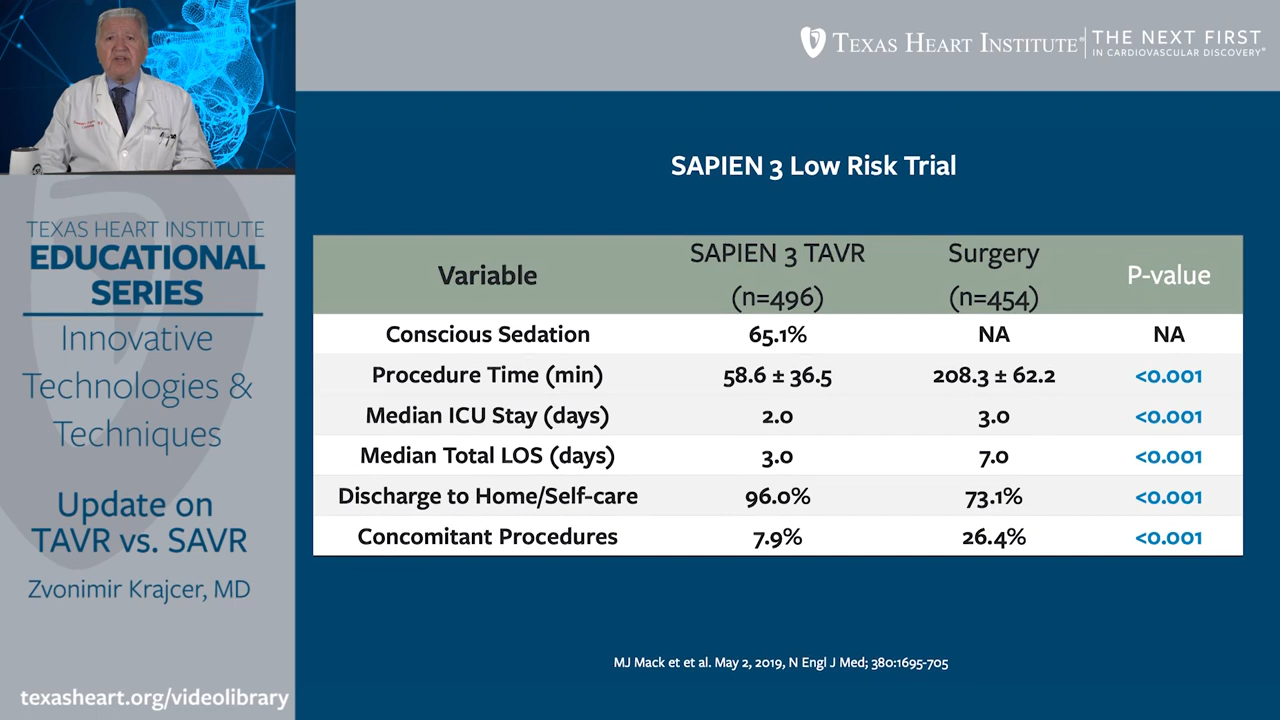 TEXAS HEART INSTITUTE® THE NEXT FIRST
IN CARDIOVASCULAR DISCOVERY®
TEXAS HEART INSTITUTE
EDUCATIONAL
SERIES
Innovative
Technologies &
Techniques
Update on
TAVR vs. SAVR
Zvonimir Krajcer, MD
texasheart.org/videolibrary
SAPIEN 3 Low Risk Trial
Variable SAPIEN 3 TAVR (n=496) Surgery (n=454) P-value
Conscious Sedation 65.1% NA NA
Procedure Time (min) 58.6 ± 36.5 208.3 ± 62.2 <0.001
Median ICU Stay (days) 2.0 3.0 <0.001
Median Total LOS (days) 3.0 7.0 <0.001
Discharge to Home/Self-care 96.0% 73.1% <0.001
Concomitant Procedures 7.9% 26.4% <0.001
MJ Mack et et al. May 2, 2019, N Engl J Med; 380:1695-705